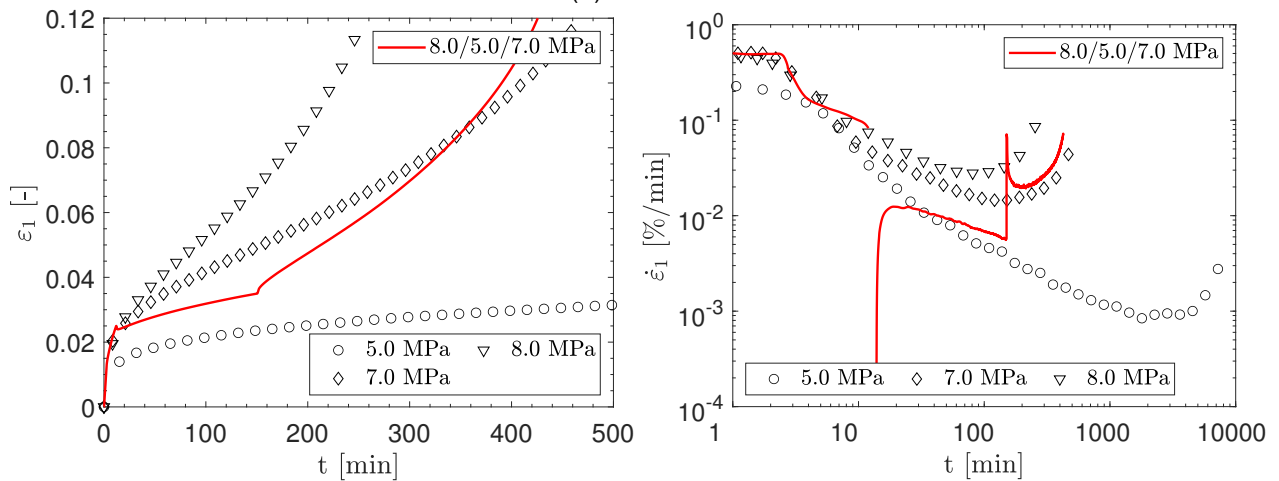 0.12
0.1
0.08
0.06
0.04
0.02
0
ε₁ [-]
8.0/5.0/7.0 MPa
5.0 MPa
8.0 MPa
7.0 MPa
0 100 200 300 400 500
t [min]
10⁰
10⁻¹
10⁻²
10⁻³
10⁻⁴
ε̇₁ [%/min]
8.0/5.0/7.0 MPa
5.0 MPa 7.0 MPa 8.0 MPa
1 10 100 1000 10000
t [min]